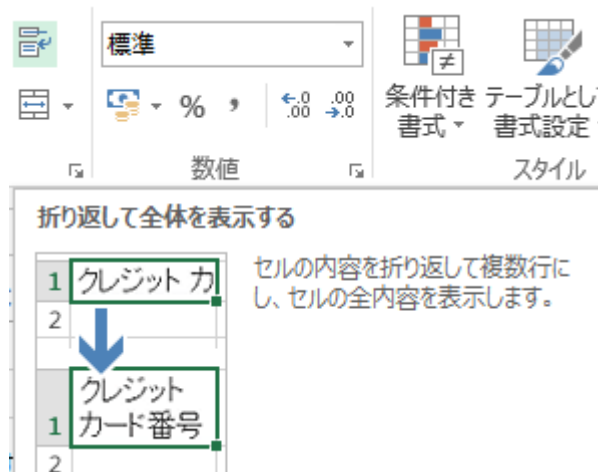 標準
% , ←.0 .00 .00 →.0
条件付き 書式
テーブルとし 書式設定
数値
スタイル
折り返して全体を表示する
1 クレジット カ
2
セルの内容を折り返して複数行に
し、セルの全内容を表示します。
クレジット
1 カード番号
2